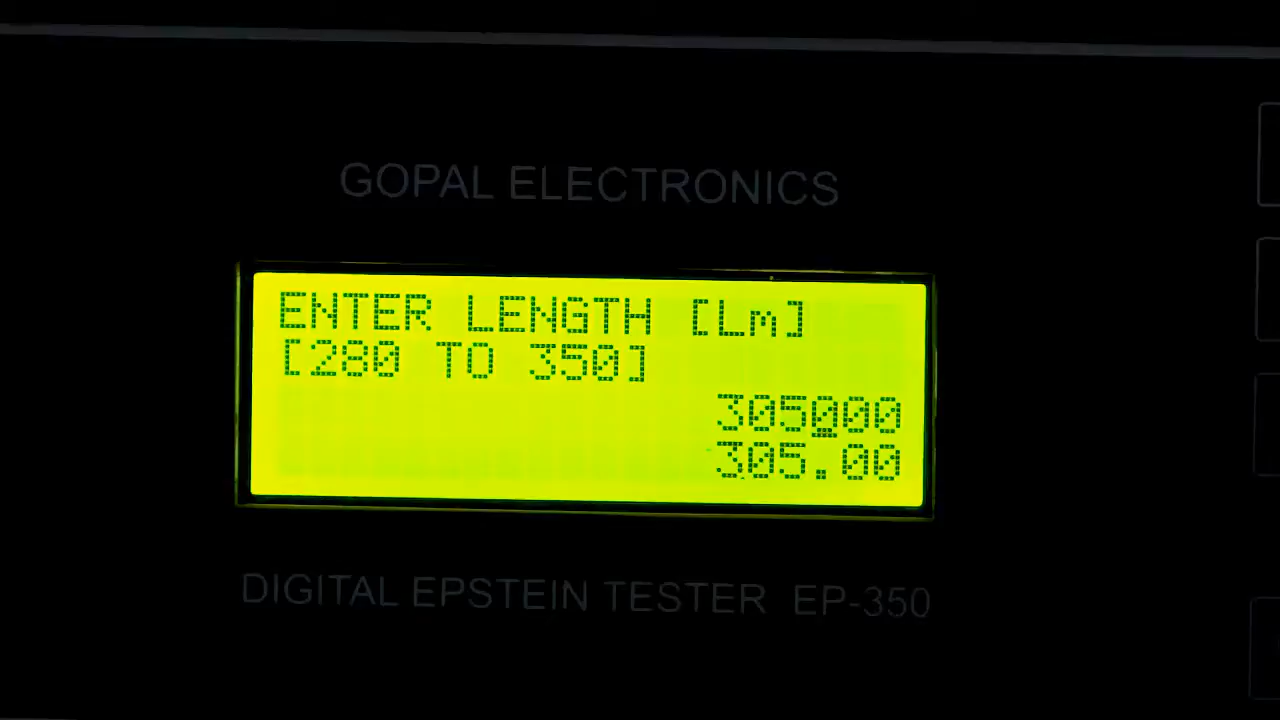 GOPAL ELECTRONICS
ENTER LENGTH [Lm]
[280 TO 350]
305000
305.00
DIGITAL EPSTEIN TESTER EP-350